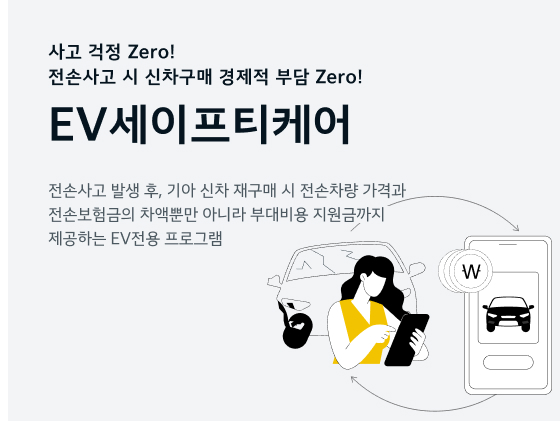 사고 걱정 Zero!
전손사고 시 신차구매 경제적 부담 Zero!
EV세이프티케어
전손사고 발생 후, 기아 신차 재구매 시 전손차량 가격과
전손보험금의 차액뿐만 아니라 부대비용 지원금까지
제공하는 EV전용 프로그램
₩